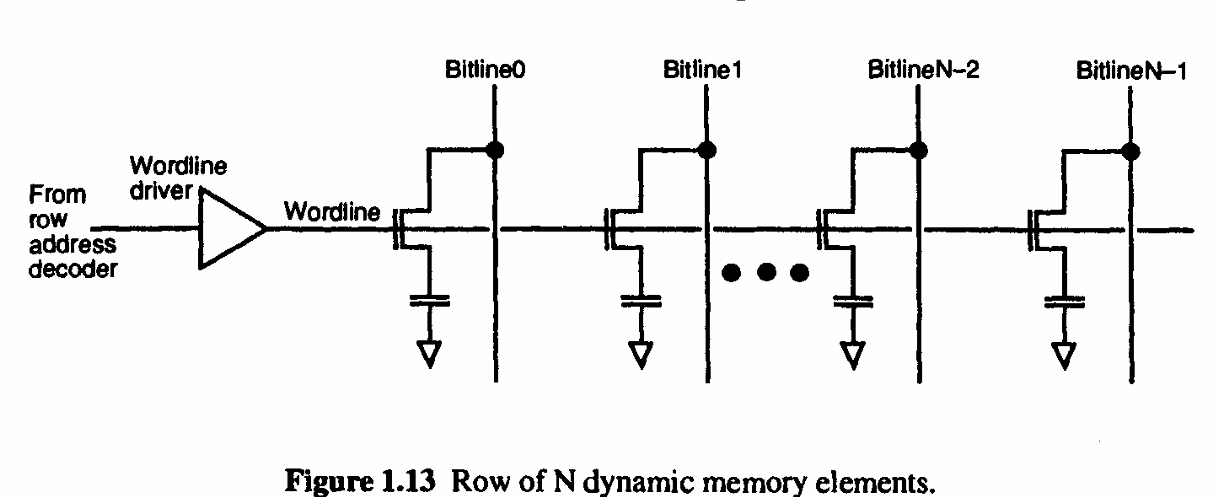 Bitline0
Bitline1
BitlineN–2
BitlineN–1
Wordline
driver
From
row
address
decoder
Wordline
Figure 1.13 Row of N dynamic memory elements.